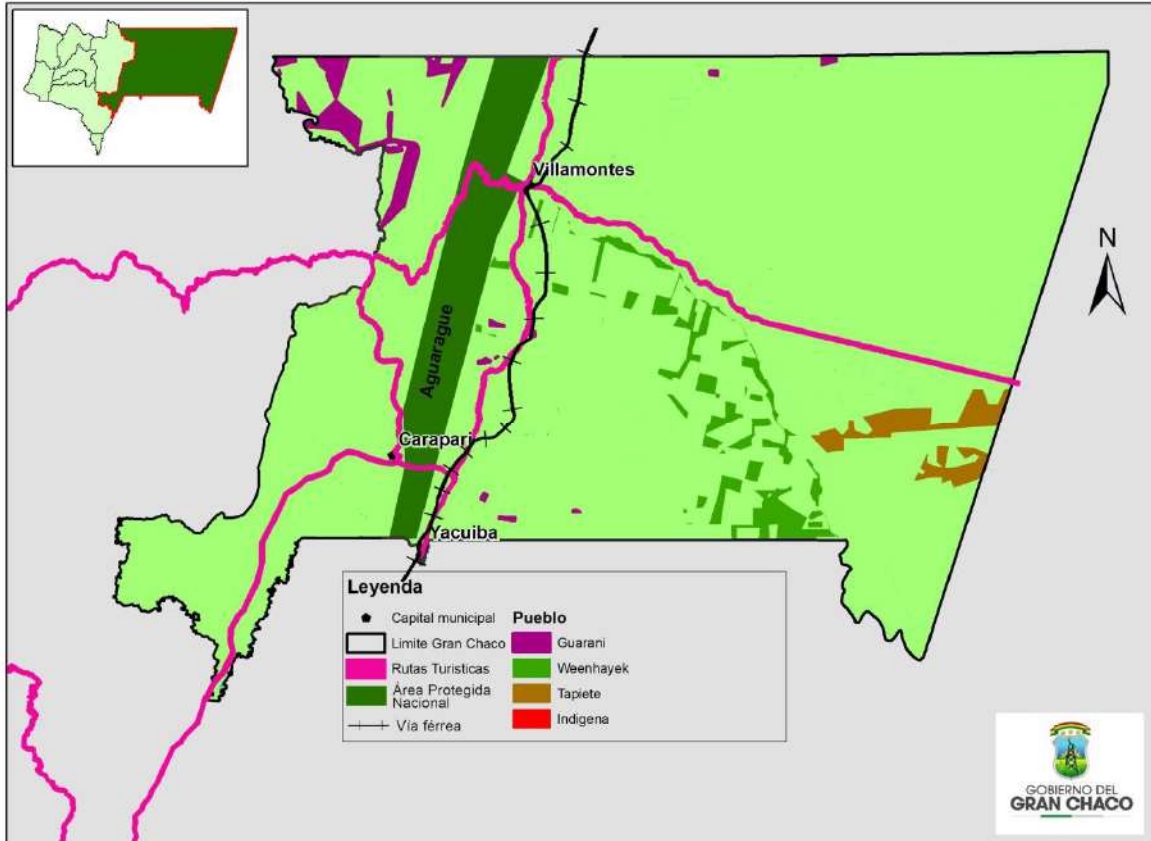 Villamontes
N
Aguarague
Carapari
Yacuiba
Leyenda
Capital municipal
Limite Gran Chaco
Rutas Turisticas
Área Protegida
Nacional
Vía férrea
Pueblo
Guarani
Weenhayek
Tapiete
Indigena
GOBIERNO DEL
GRAN CHACO